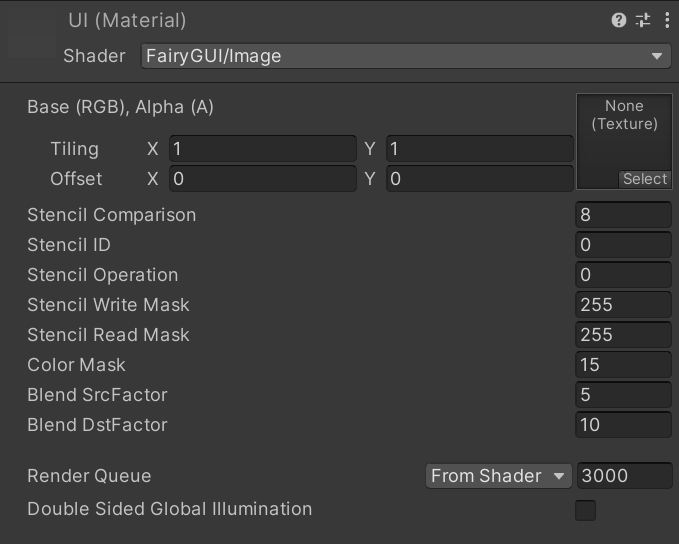 UI (Material)
Shader FairyGUI/Image
Base (RGB), Alpha (A)
None
(Texture)
Tiling X 1 Y 1
Offset X 0 Y 0
Select
Stencil Comparison 8
Stencil ID 0
Stencil Operation 0
Stencil Write Mask 255
Stencil Read Mask 255
Color Mask 15
Blend SrcFactor 5
Blend DstFactor 10
Render Queue From Shader 3000
Double Sided Global Illumination